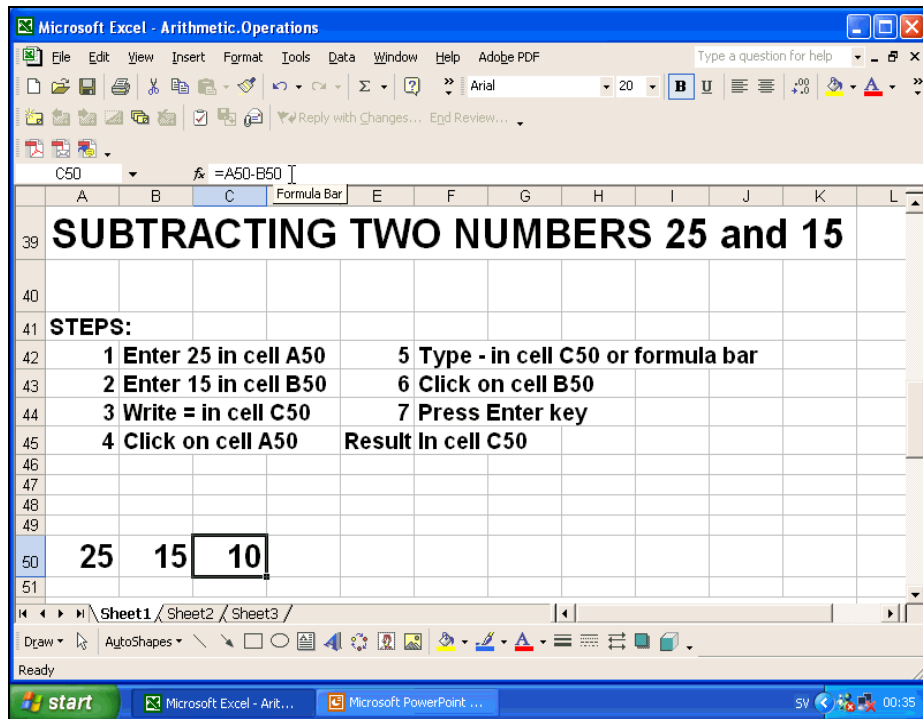 Microsoft Excel - Arithmetic.Operations
File Edit View Insert Format Tools Data Window Help Adobe PDF Type a question for help
Arial 20 B U
Reply with Changes... End Review...
C50 fx =A50-B50
Formula Bar
A B C E F G H I J K L
39 SUBTRACTING TWO NUMBERS 25 and 15
40
41 STEPS:
42 1 Enter 25 in cell A50 5 Type - in cell C50 or formula bar
43 2 Enter 15 in cell B50 6 Click on cell B50
44 3 Write = in cell C50 7 Press Enter key
45 4 Click on cell A50 Result In cell C50
46
47
48
49
50 25 15 10
51
Sheet1 Sheet2 Sheet3
Draw AutoShapes
Ready
start Microsoft Excel - Arit... Microsoft PowerPoint ... SV 00:35